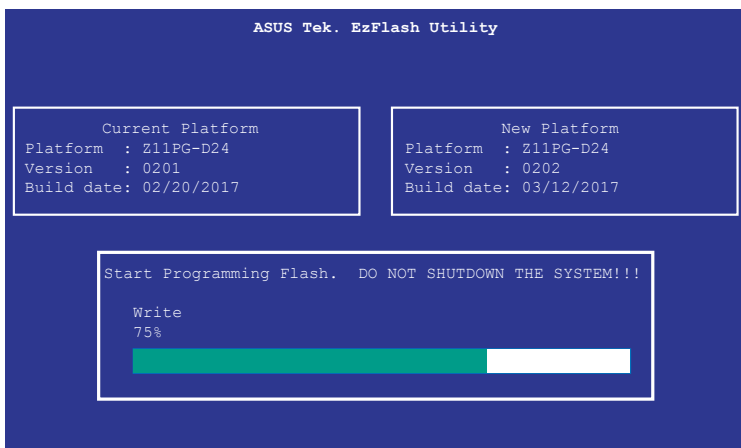 ASUS Tek. EzFlash Utility
Current Platform
Platform : Z11PG-D24
Version : 0201
Build date: 02/20/2017
New Platform
Platform : Z11PG-D24
Version : 0202
Build date: 03/12/2017
Start Programming Flash. DO NOT SHUTDOWN THE SYSTEM!!!
Write
75%